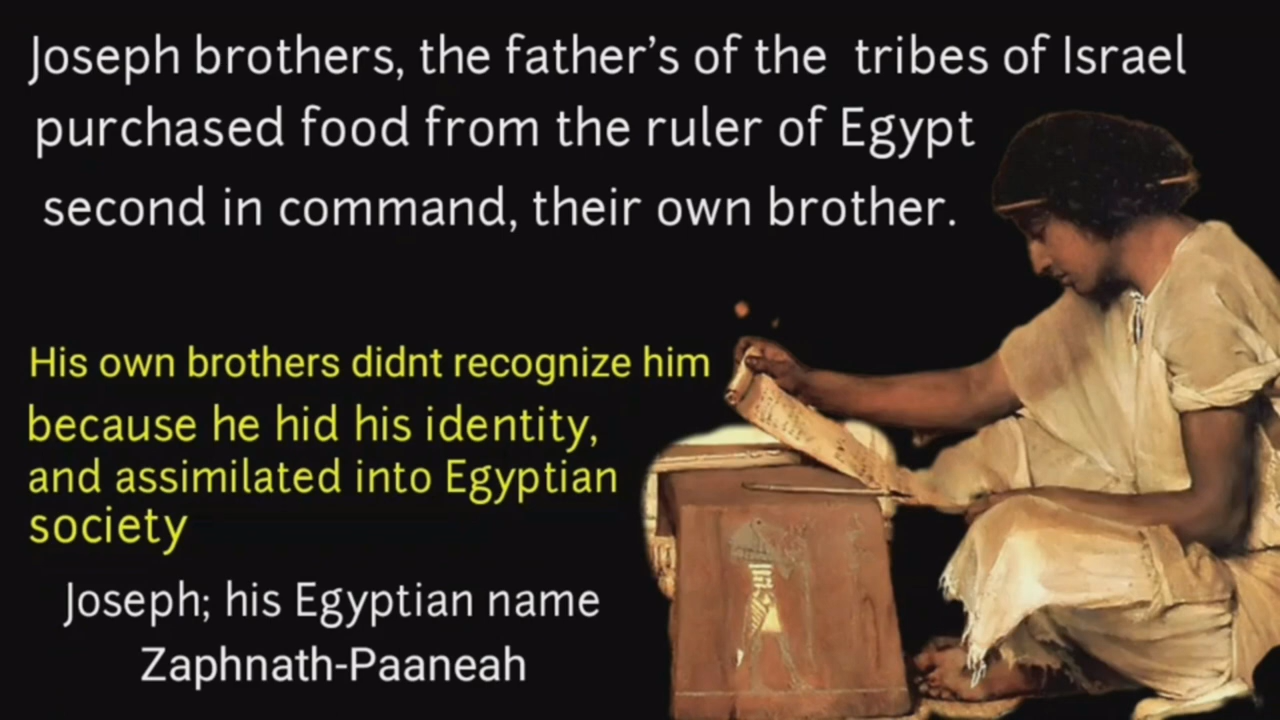 Joseph brothers, the father’s of the tribes of Israel
purchased food from the ruler of Egypt
second in command, their own brother.
His own brothers didnt recognize him
because he hid his identity,
and assimilated into Egyptian
society
Joseph; his Egyptian name
Zaphnath-Paaneah